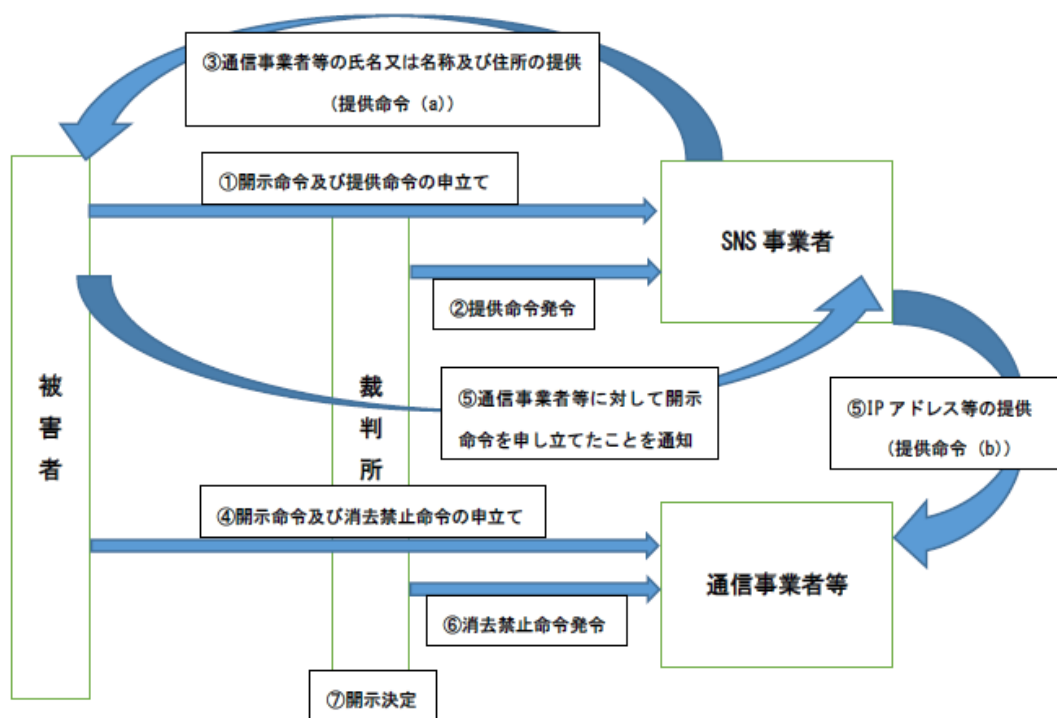 ③通信事業者等の氏名又は名称及び住所の提供
（提供命令（a））
①開示命令及び提供命令の申立て
SNS 事業者
②提供命令発令
被害者
裁判所
⑤通信事業者等に対して開示
命令を申し立てたことを通知
⑤IP アドレス等の提供
（提供命令（b））
④開示命令及び消去禁止命令の申立て
通信事業者等
⑥消去禁止命令発令
⑦開示決定